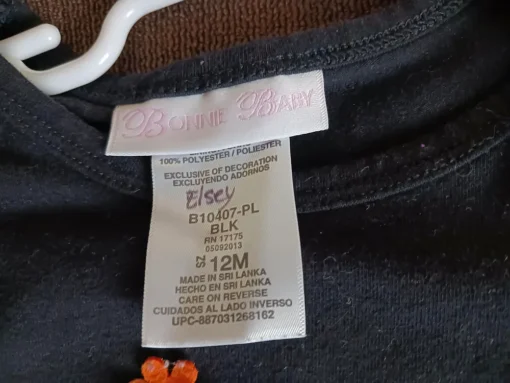 BONNIE BABY
100% POLYESTER / POLIESTER
EXCLUSIVE OF DECORATION
EXCLUYENDO ADORNOS
Elsey
B10407-PL
BLK
RN 17175
05092013
SZ 12M
MADE IN SRI LANKA
HECHO EN SRI LANKA
CARE ON REVERSE
CUIDADOS AL LADO INVERSO
UPC-887031268162